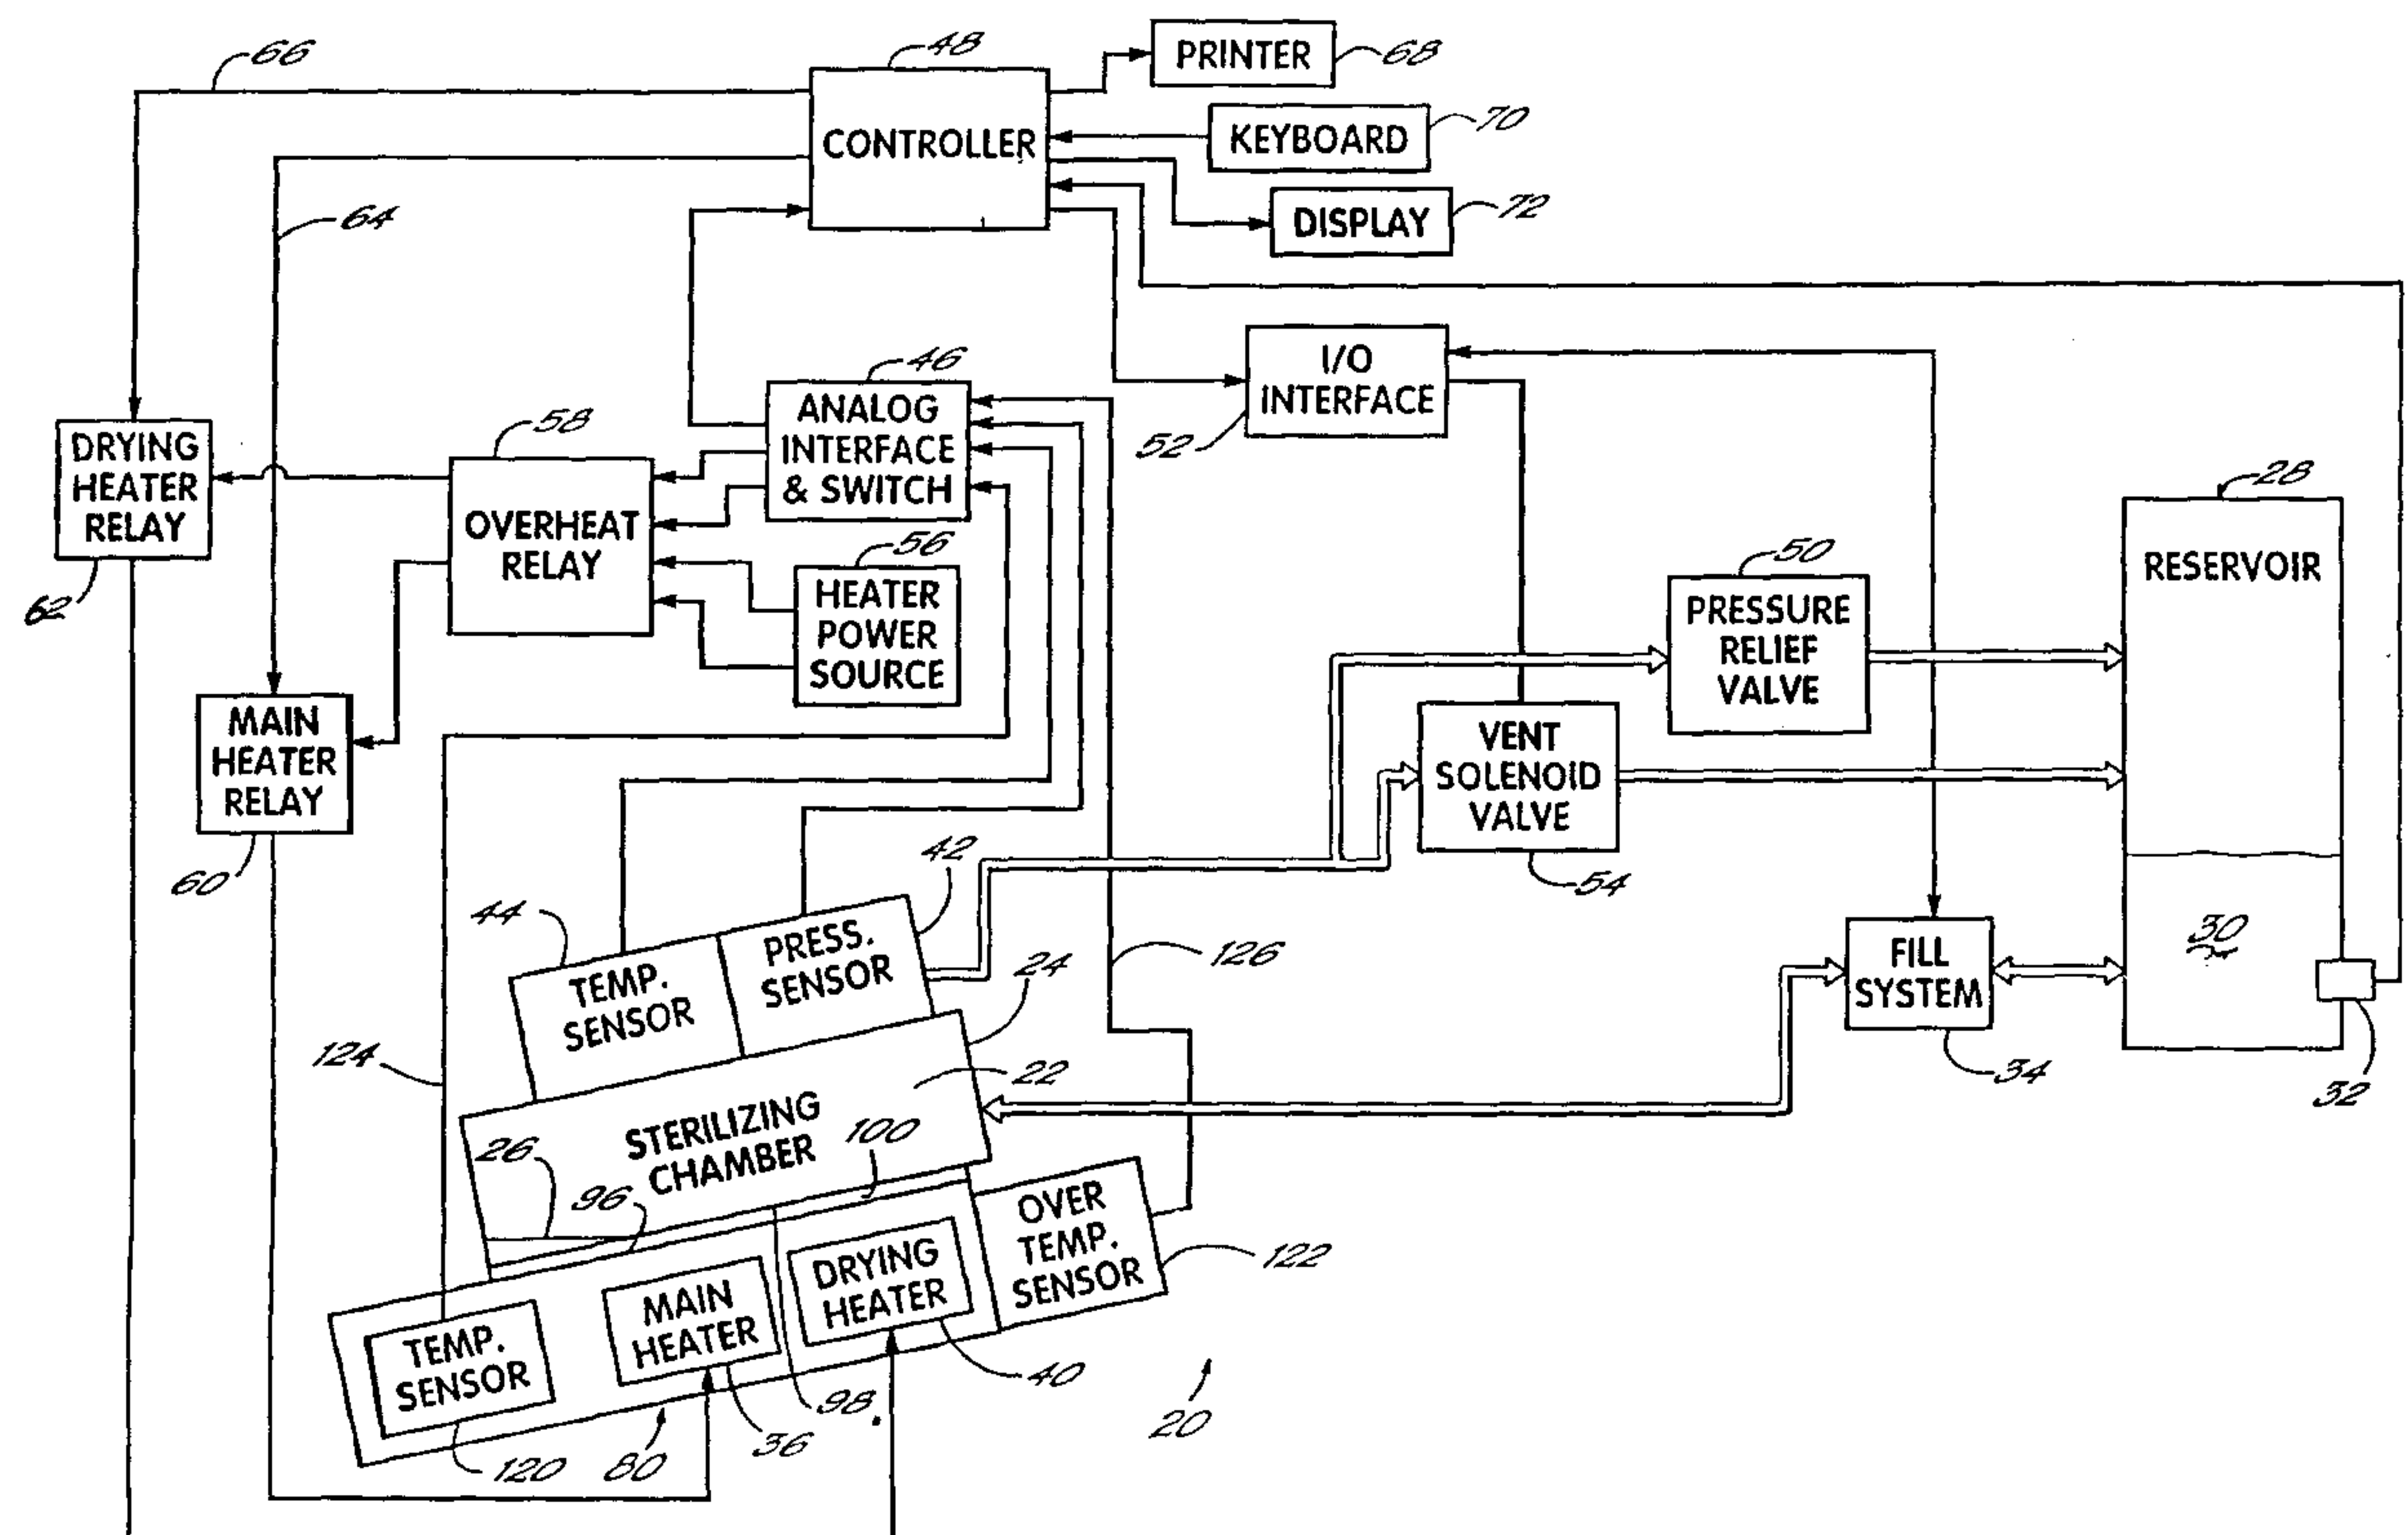 66
48
PRINTER
68
CONTROLLER
KEYBOARD
70
64
DISPLAY
72
46
I/O
INTERFACE
52
ANALOG
INTERFACE
& SWITCH
58
DRYING
HEATER
RELAY
62
OVERHEAT
RELAY
56
HEATER
POWER
SOURCE
28
RESERVOIR
50
PRESSURE
RELIEF
VALVE
MAIN
HEATER
RELAY
60
VENT
SOLENOID
VALVE
54
42
44
PRESS.
SENSOR
TEMP.
SENSOR
24
126
FILL
SYSTEM
34
30
32
124
22
STERILIZING
CHAMBER
100
26
96
OVER
TEMP.
SENSOR
122
DRYING
HEATER
40
MAIN
HEATER
36
TEMP.
SENSOR
120
80
98
20